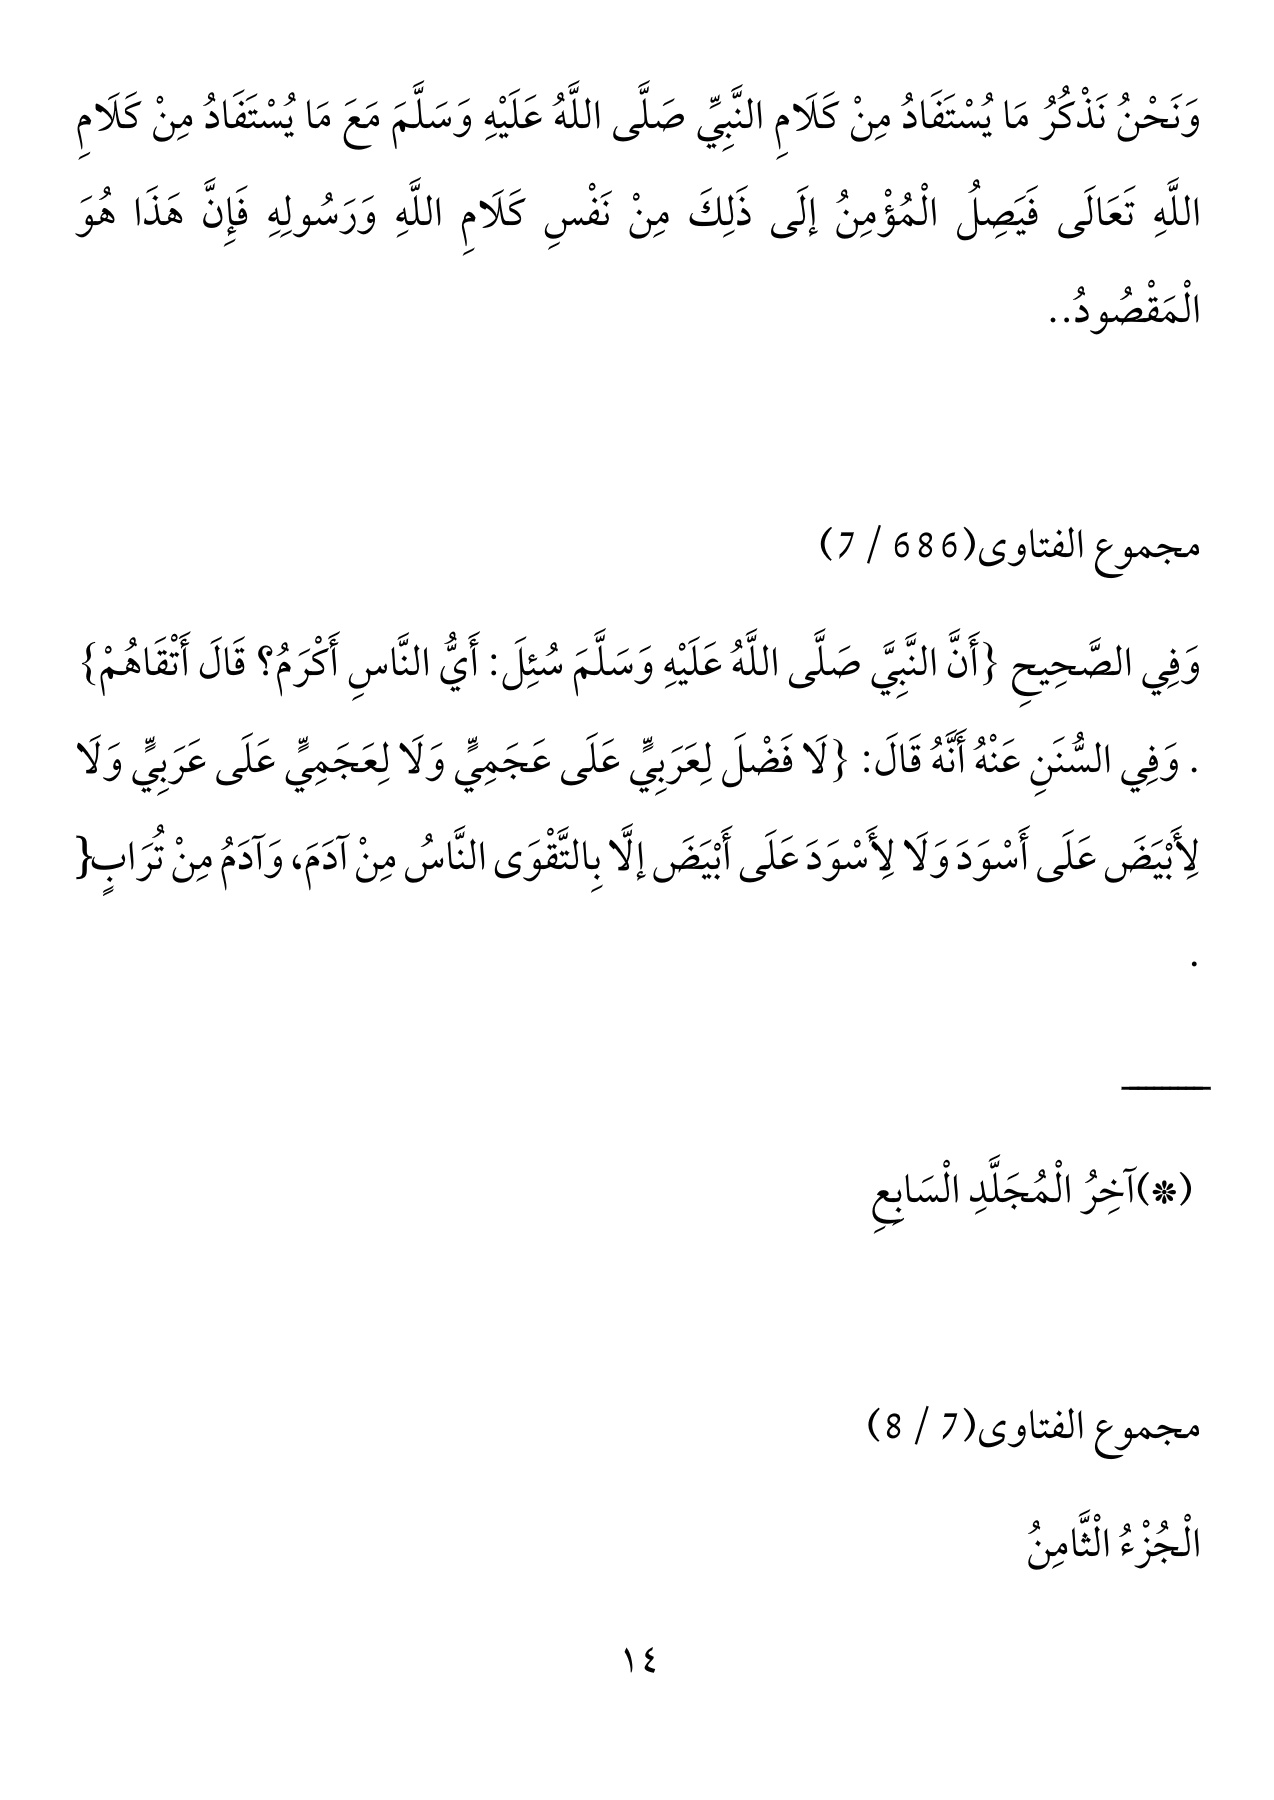 وَنَحْنُ نَذْكُرُ مَا يُسْتَفَادُ مِنْ كَلَامِ النَّبِيِّ صَلَّى اللَّهُ عَلَيْهِ وَسَلَّمَ مَعَ مَا يُسْتَفَادُ مِنْ كَلَامِ
اللَّهِ تَعَالَى فَيَصِلُ الْمُؤْمِنُ إلَى ذَلِكَ مِنْ نَفْسِ كَلَامِ اللَّهِ وَرَسُولِهِ فَإِنَّ هَذَا هُوَ
الْمَقْصُودُ..
مجموع الفتاوى(686 / 7)
وَفِي الصَّحِيحِ {أَنَّ النَّبِيَّ صَلَّى اللَّهُ عَلَيْهِ وَسَلَّمَ سُئِلَ: أَيُّ النَّاسِ أَكْرَمُ؟ قَالَ أَتْقَاهُمْ}
. وَفِي السُّنَنِ عَنْهُ أَنَّهُ قَالَ: {لَا فَضْلَ لِعَرَبِيٍّ عَلَى عَجَمِيٍّ وَلَا لِعَجَمِيٍّ عَلَى عَرَبِيٍّ وَلَا
لِأَبْيَضَ عَلَى أَسْوَدَ وَلَا لِأَسْوَدَ عَلَى أَبْيَضَ إلَّا بِالتَّقْوَى النَّاسُ مِنْ آدَمَ، وَآدَمُ مِنْ تُرَابٍ{
.
(*)آخِرُ الْمُجَلَّدِ الْسَابِعِ
مجموع الفتاوى(7 / 8)
الْجُزْءُ الْثَّامِنُ
١٤